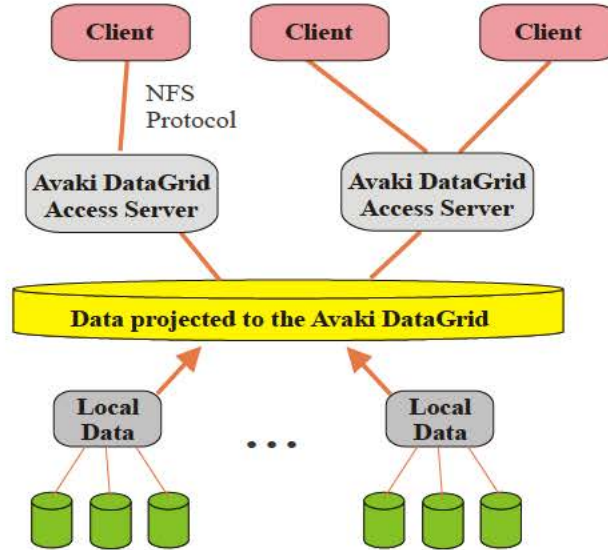 Client
Client
Client
NFS
Protocol
Avaki DataGrid
Access Server
Avaki DataGrid
Access Server
Data projected to the Avaki DataGrid
Local
Data
...
Local
Data